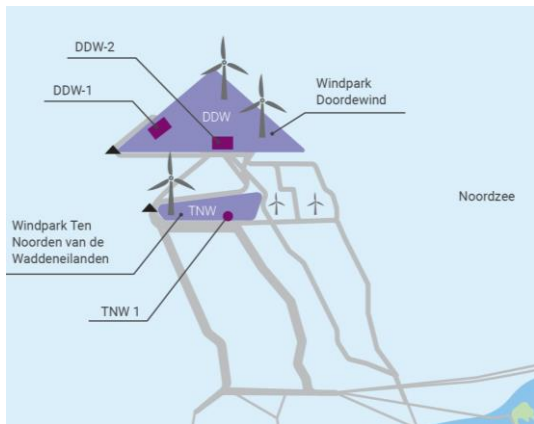 DDW-2
DDW-1
DDW
Windpark
Doordewind
TNW
Noordzee
Windpark Ten
Noorden van de
Waddeneilanden
TNW 1